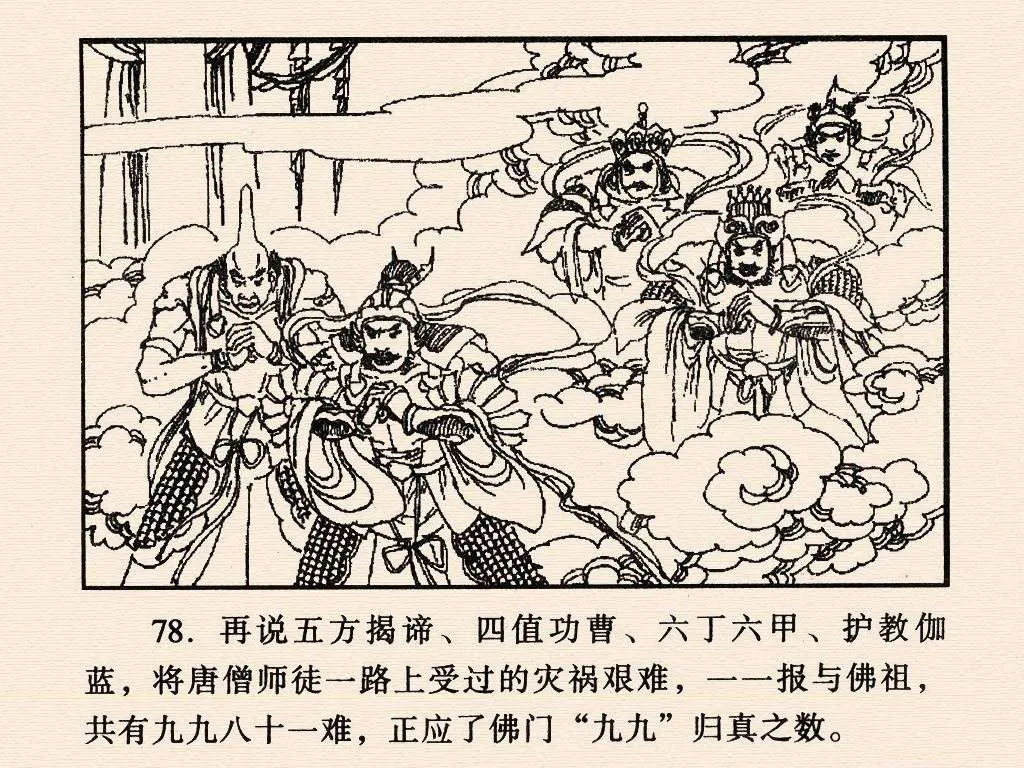 78. 再说五方揭谛、四值功曹、六丁六甲、护教伽
蓝，将唐僧师徒一路上受过的灾祸艰难，一一报与佛祖，
共有九九八十一难，正应了佛门“九九”归真之数。